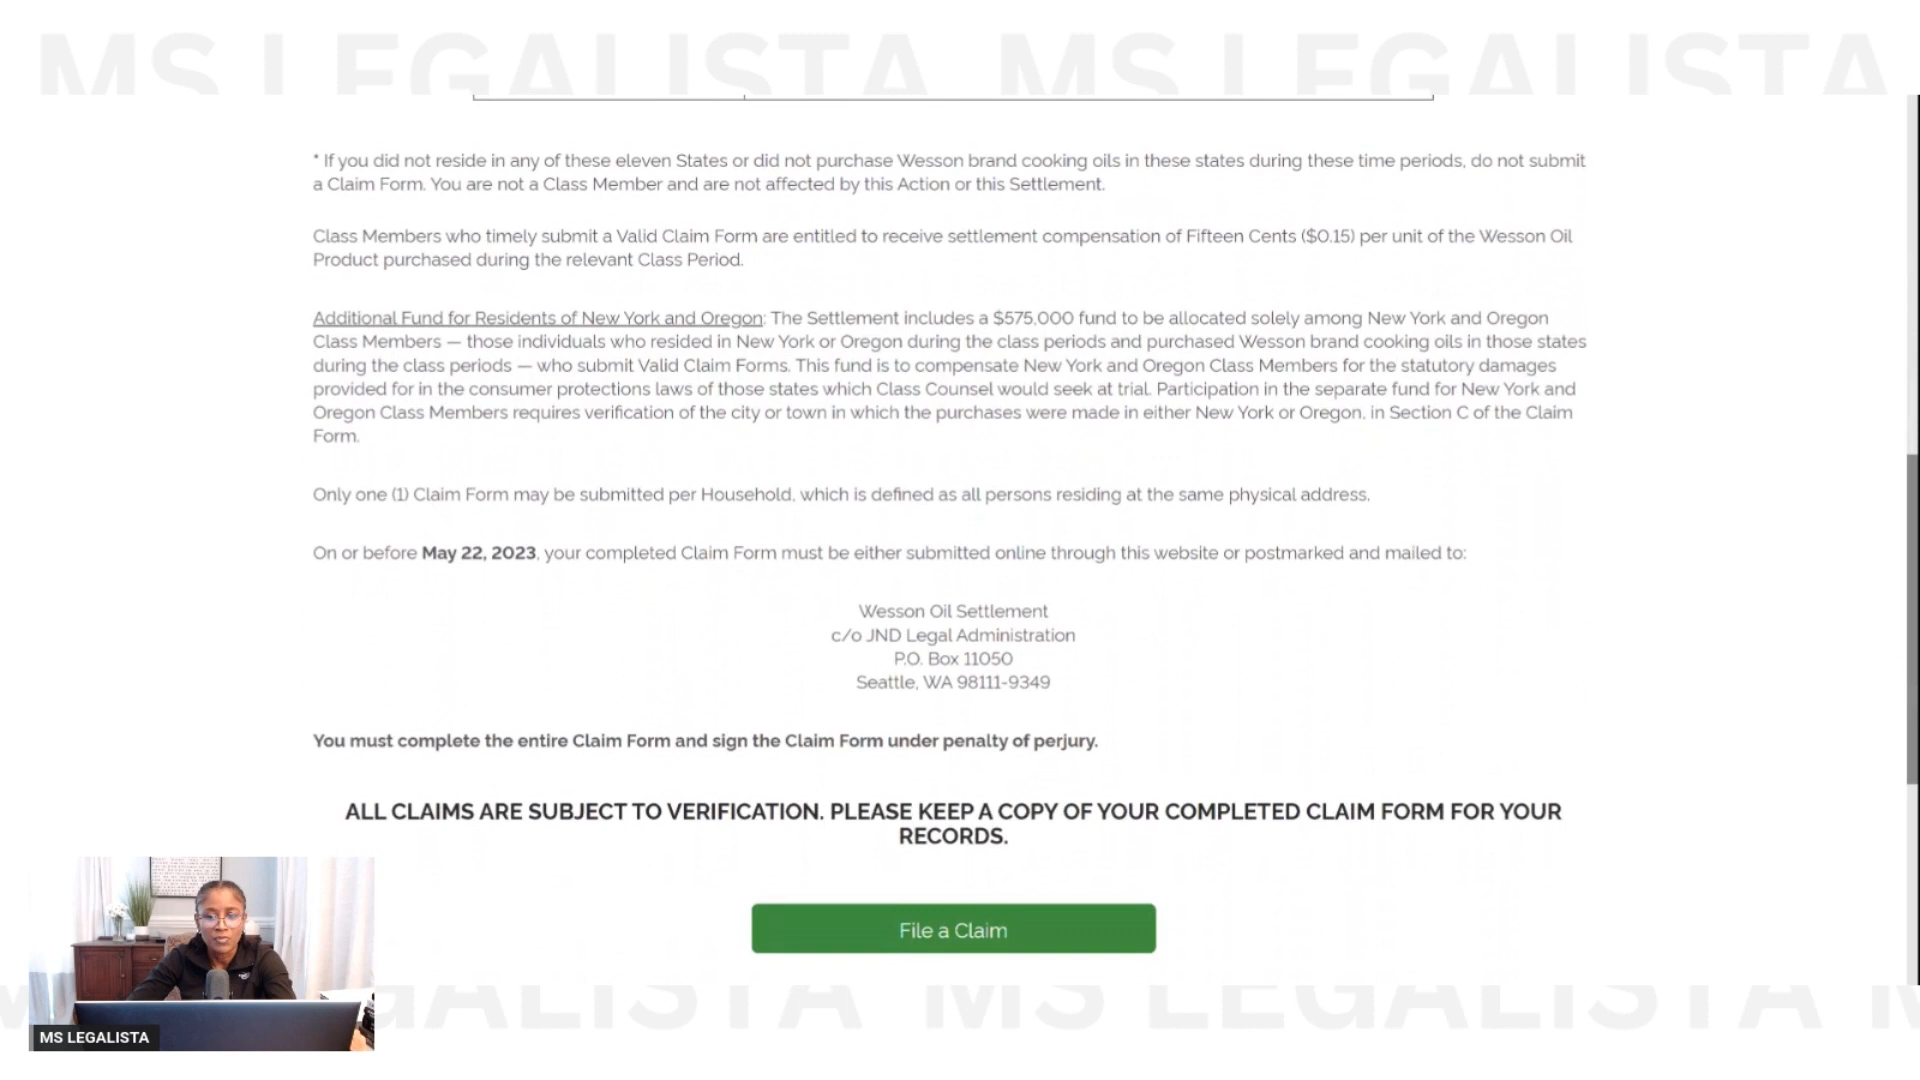 MS LEGALISTA MS LEGALISTA
* If you did not reside in any of these eleven States or did not purchase Wesson brand cooking oils in these states during these time periods, do not submit
a Claim Form. You are not a Class Member and are not affected by this Action or this Settlement.
Class Members who timely submit a Valid Claim Form are entitled to receive settlement compensation of Fifteen Cents ($0.15) per unit of the Wesson Oil
Product purchased during the relevant Class Period.
Additional Fund for Residents of New York and Oregon: The Settlement includes a $575,000 fund to be allocated solely among New York and Oregon
Class Members — those individuals who resided in New York or Oregon during the class periods and purchased Wesson brand cooking oils in those states
during the class periods — who submit Valid Claim Forms. This fund is to compensate New York and Oregon Class Members for the statutory damages
provided for in the consumer protections laws of those states which Class Counsel would seek at trial. Participation in the separate fund for New York and
Oregon Class Members requires verification of the city or town in which the purchases were made in either New York or Oregon, in Section C of the Claim
Form.
Only one (1) Claim Form may be submitted per Household, which is defined as all persons residing at the same physical address.
On or before May 22, 2023, your completed Claim Form must be either submitted online through this website or postmarked and mailed to:
Wesson Oil Settlement
c/o JND Legal Administration
P.O. Box 11050
Seattle, WA 98111-9349
You must complete the entire Claim Form and sign the Claim Form under penalty of perjury.
ALL CLAIMS ARE SUBJECT TO VERIFICATION. PLEASE KEEP A COPY OF YOUR COMPLETED CLAIM FORM FOR YOUR
RECORDS.
File a Claim
GALISTA MS LEGALISTA M
MS LEGALISTA